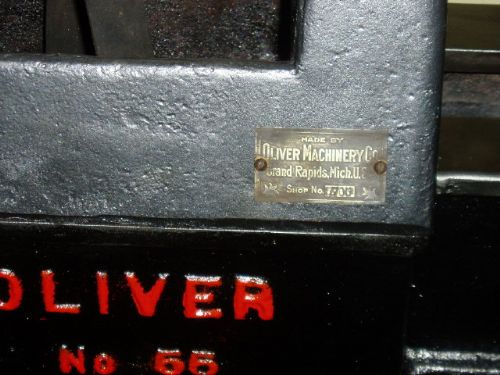 MADE BY
OLIVER MACHINERY CO
Grand Rapids, Mich. U.
SHOP No.
OLIVER
No 55